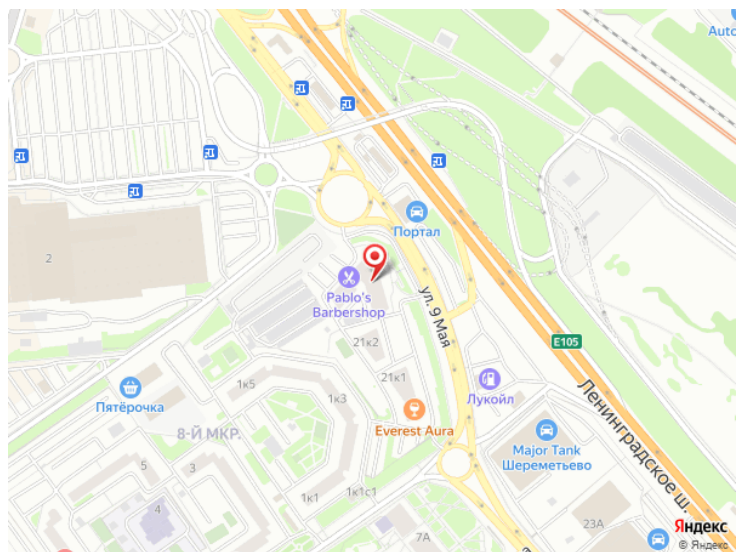 Auto
Портал
2
Pablo's
Barbershop
ул. 9 Мая
E105
21к2
1к5
21к1
Лукойл
Ленинградское ш.
Пятёрочка
1к3
Everest Aura
8-Й МКР.
Major Tank
Шереметьево
5
3
1к1
1к1с1
4
7А
23А
Яндекс
© Яндекс